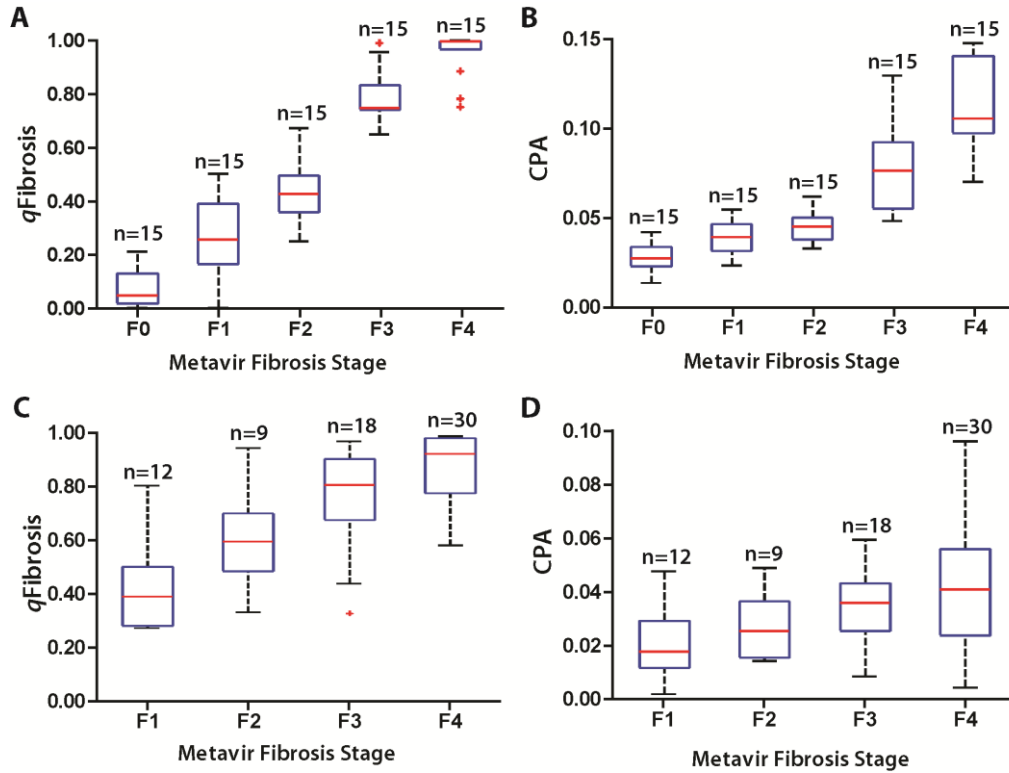 A
n=15
n=15
n=15
n=15
n=15
1.00
0.80
0.60
0.40
0.20
0.00
qFibrosis
F0 F1 F2 F3 F4
Metavir Fibrosis Stage
B
n=15
n=15
n=15
n=15
n=15
0.15
0.10
0.05
0.00
CPA
F0 F1 F2 F3 F4
Metavir Fibrosis Stage
C
n=12
n=9
n=18
n=30
1.00
0.80
0.60
0.40
0.20
0.00
qFibrosis
F1 F2 F3 F4
Metavir Fibrosis Stage
D
n=12
n=9
n=18
n=30
0.10
0.08
0.06
0.04
0.02
0.00
CPA
F1 F2 F3 F4
Metavir Fibrosis Stage